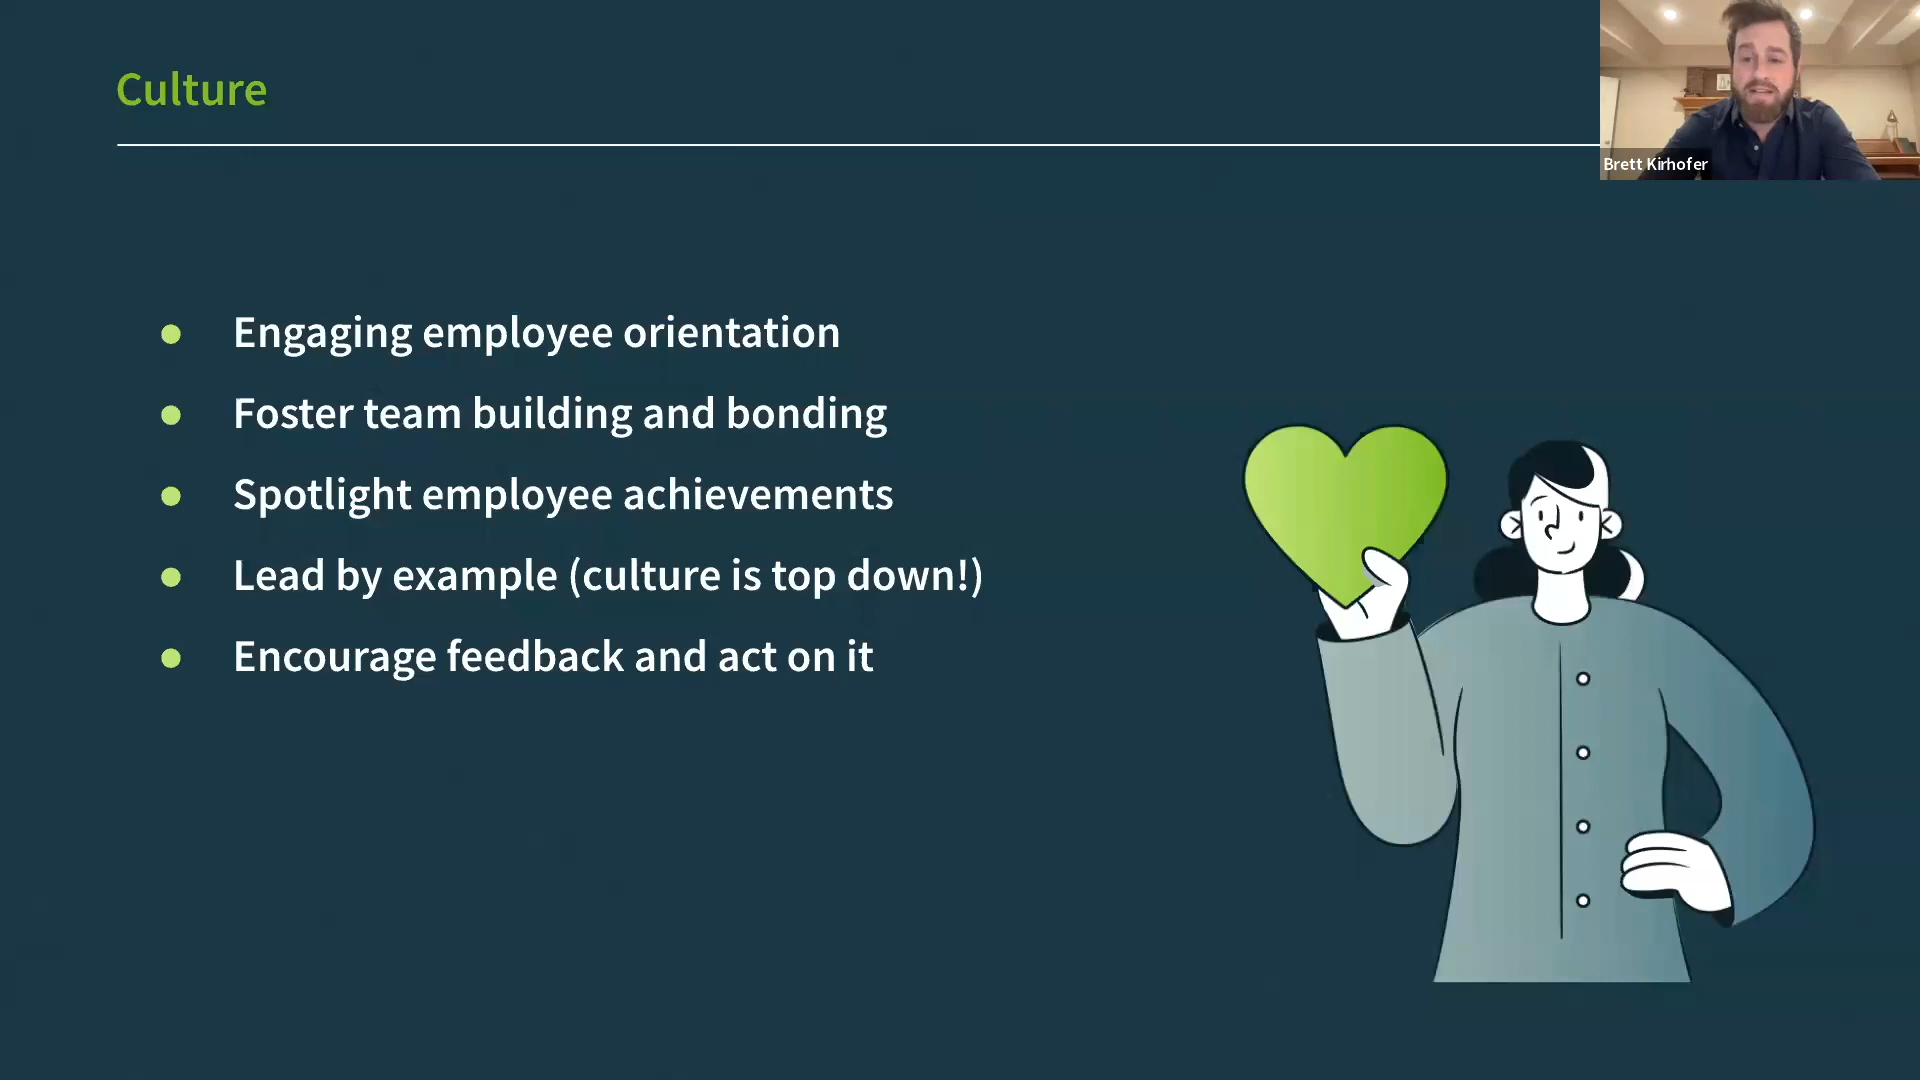 Culture
Brett Kirhofer
Engaging employee orientation
Foster team building and bonding
Spotlight employee achievements
Lead by example (culture is top down!)
Encourage feedback and act on it